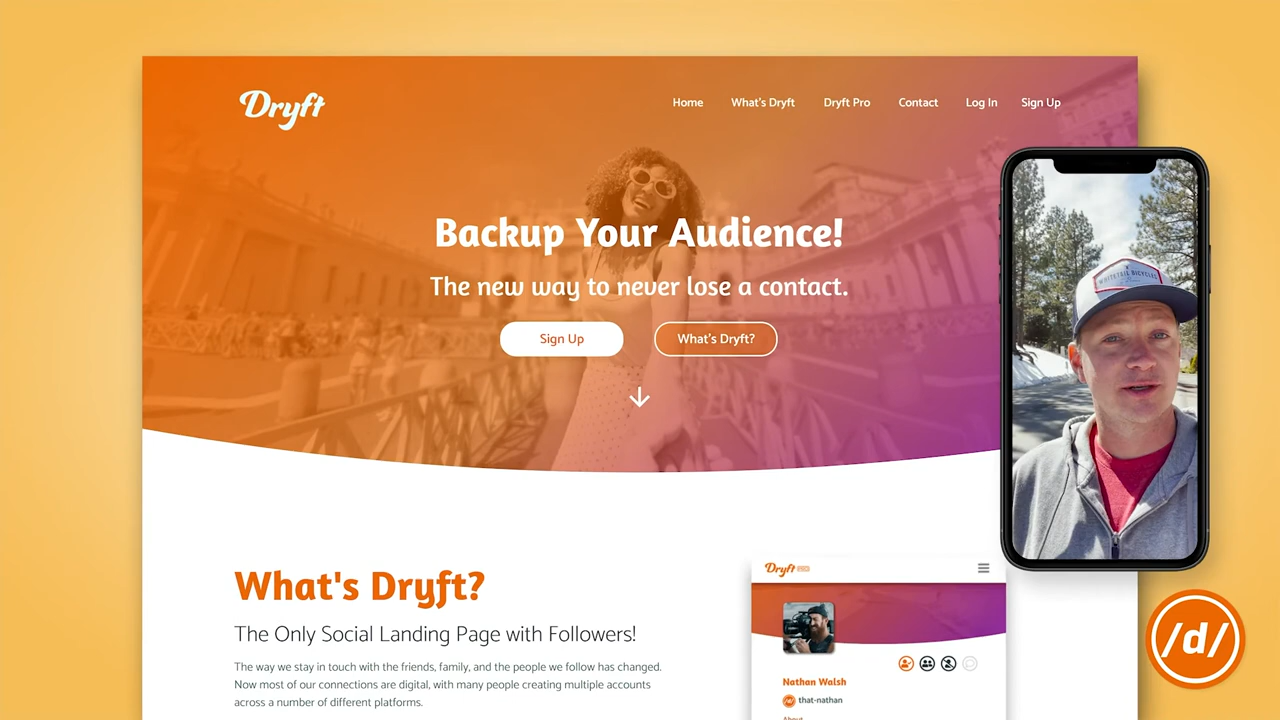 Dryft
Home What's Dryft Dryft Pro Contact Log In Sign Up
Backup Your Audience!
The new way to never lose a contact.
Sign Up What's Dryft?
WHITETAIL BICYCLES
What's Dryft?
The Only Social Landing Page with Followers!
The way we stay in touch with the friends, family, and the people we follow has changed.
Now most of our connections are digital, with many people creating multiple accounts
across a number of different platforms.
Dryft
Nathan Walsh
/d/ that-nathan
About
/d/